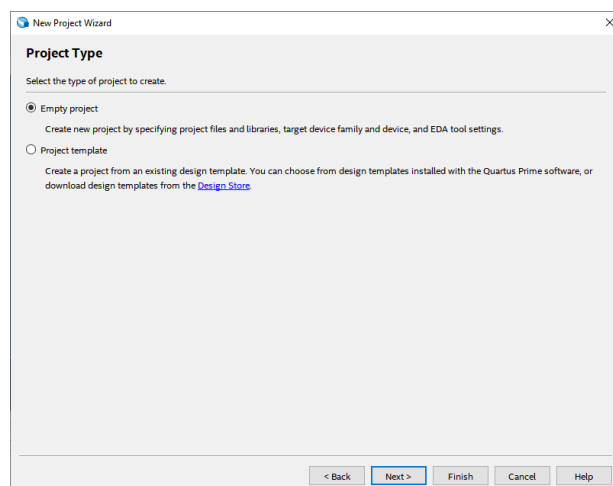 New Project Wizard
Project Type
Select the type of project to create.
Empty project
Create new project by specifying project files and libraries, target device family and device, and EDA tool settings.
Project template
Create a project from an existing design template. You can choose from design templates installed with the Quartus Prime software, or
download design templates from the Design Store.
< Back Next > Finish Cancel Help